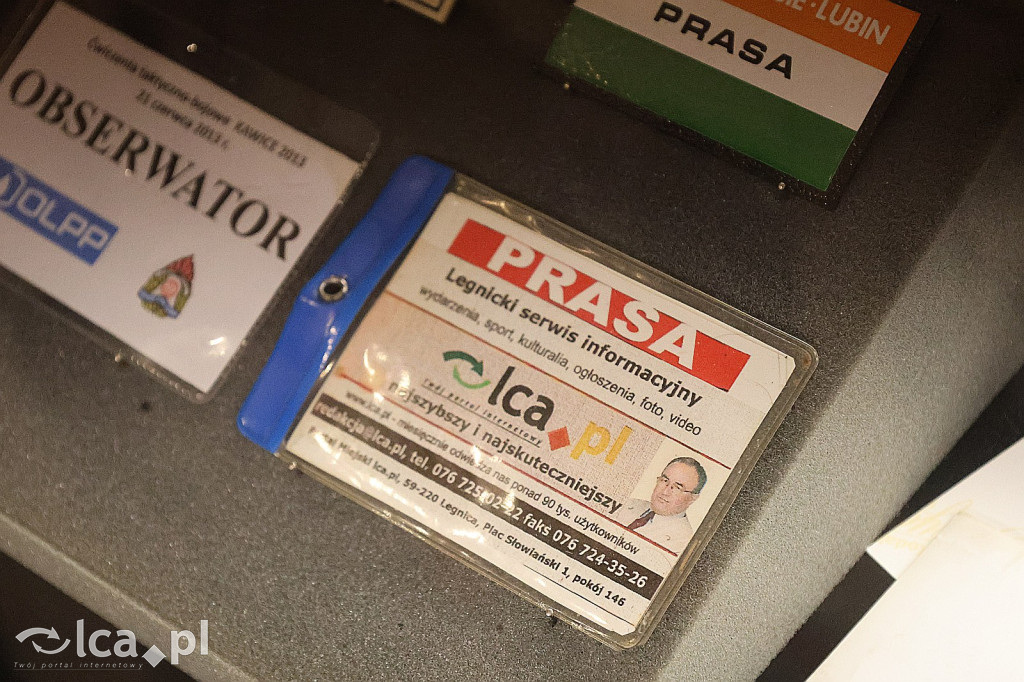 Ćwiczenia taktyczno-bojowe KAWICE 2013
21 czerwca 2013 r.
OBSERWATOR
OLPP
LUBIN
PRASA
PRASA
Legnicki serwis informacyjny
wydarzenia, sport, kulturalia, ogłoszenia, foto, video
lca.pl
twój portal internetowy
najszybszy i najskuteczniejszy
www.lca.pl - miesięcznie odwiedza nas ponad 90 tys. użytkowników
redakcja@lca.pl, tel. 076 725-02-22 faks 076 724-35-26
Portal Miejski lca.pl, 59-220 Legnica, Plac Słowiański 1, pokój 146
lca.pl
Twój portal internetowy